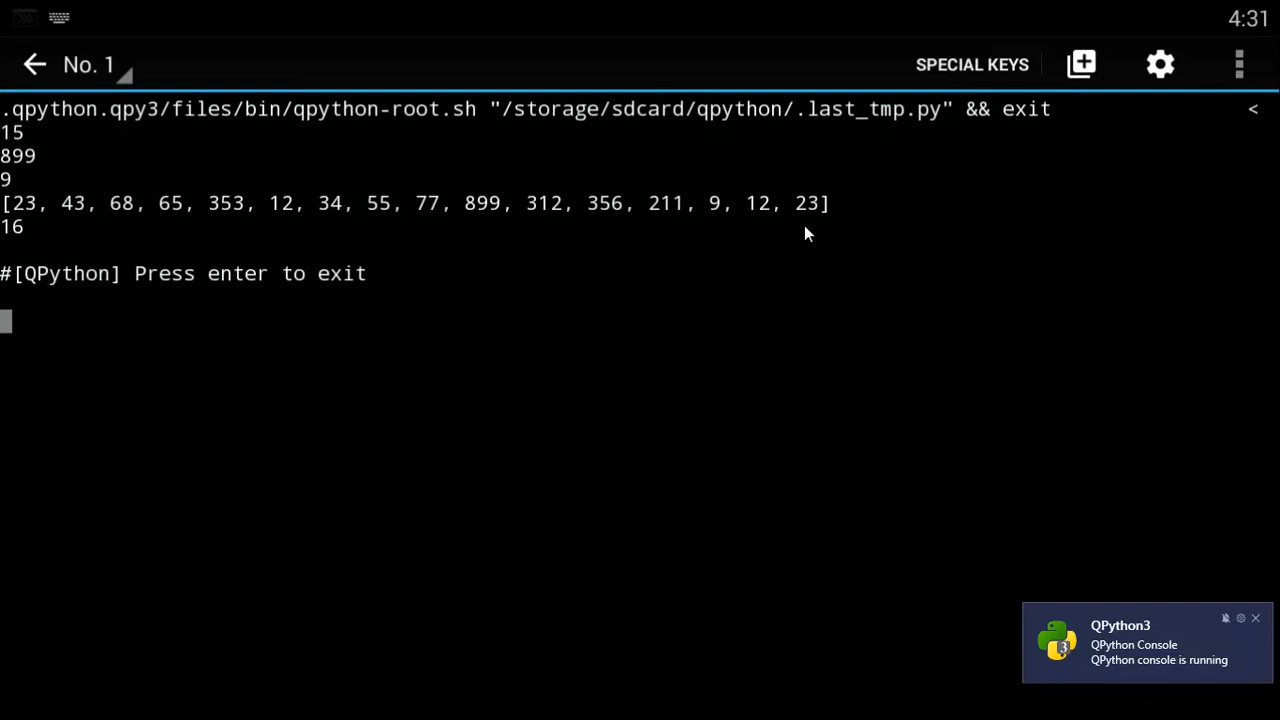 4:31
No. 1
SPECIAL KEYS
.qpython.qpy3/files/bin/qpython-root.sh "/storage/sdcard/qpython/.last_tmp.py" && exit <
15
899
9
[23, 43, 68, 65, 353, 12, 34, 55, 77, 899, 312, 356, 211, 9, 12, 23]
16
#[QPython] Press enter to exit
QPython3
QPython Console
QPython console is running
3